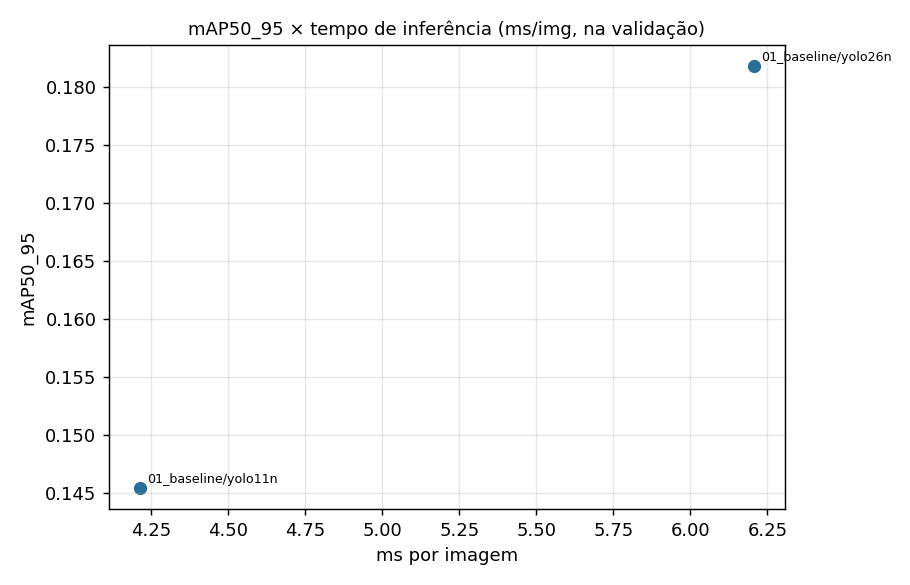 mAP50_95 × tempo de inferência (ms/img, na validação)
01_baseline/yolo26n
0.180
0.175
0.170
0.165
0.160
0.155
0.150
0.145
mAP50_95
01_baseline/yolo11n
4.25 4.50 4.75 5.00 5.25 5.50 5.75 6.00 6.25
ms por imagem